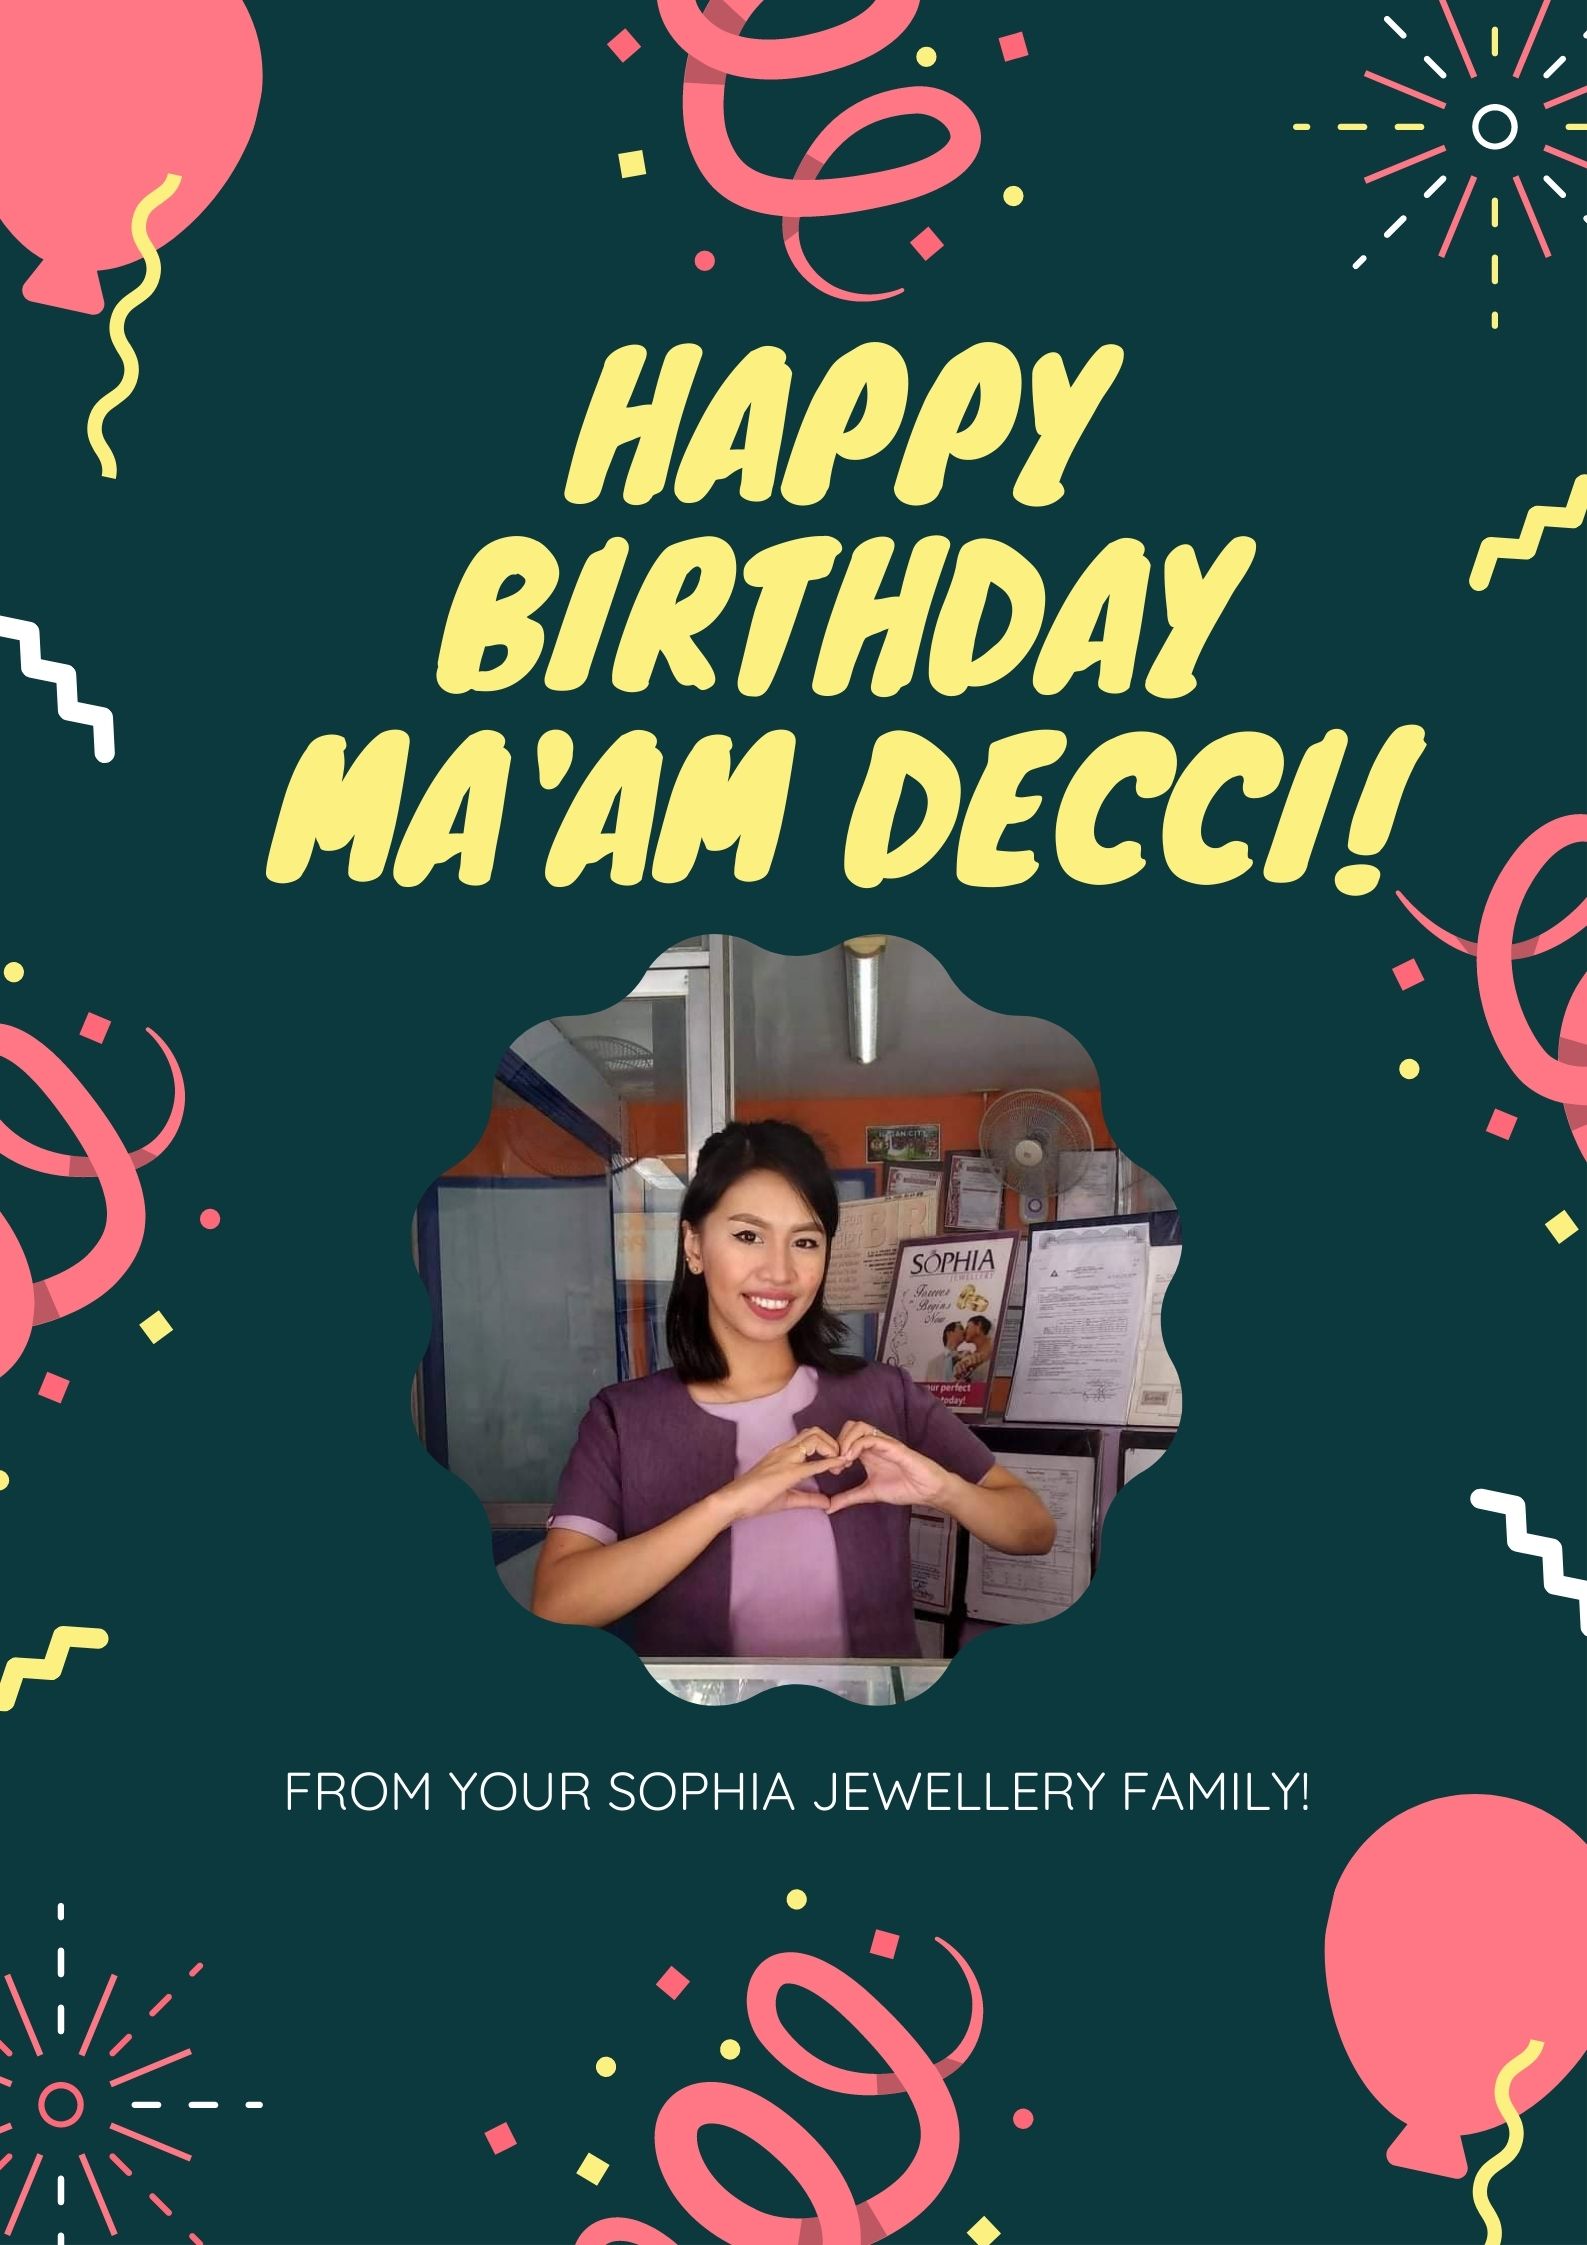 HAPPY
BIRTHDAY
MA'AM DECCI!!
SOPHIA
JEWELLERY
Forever
Begins
Now
your perfect
today!
FROM YOUR SOPHIA JEWELLERY FAMILY!